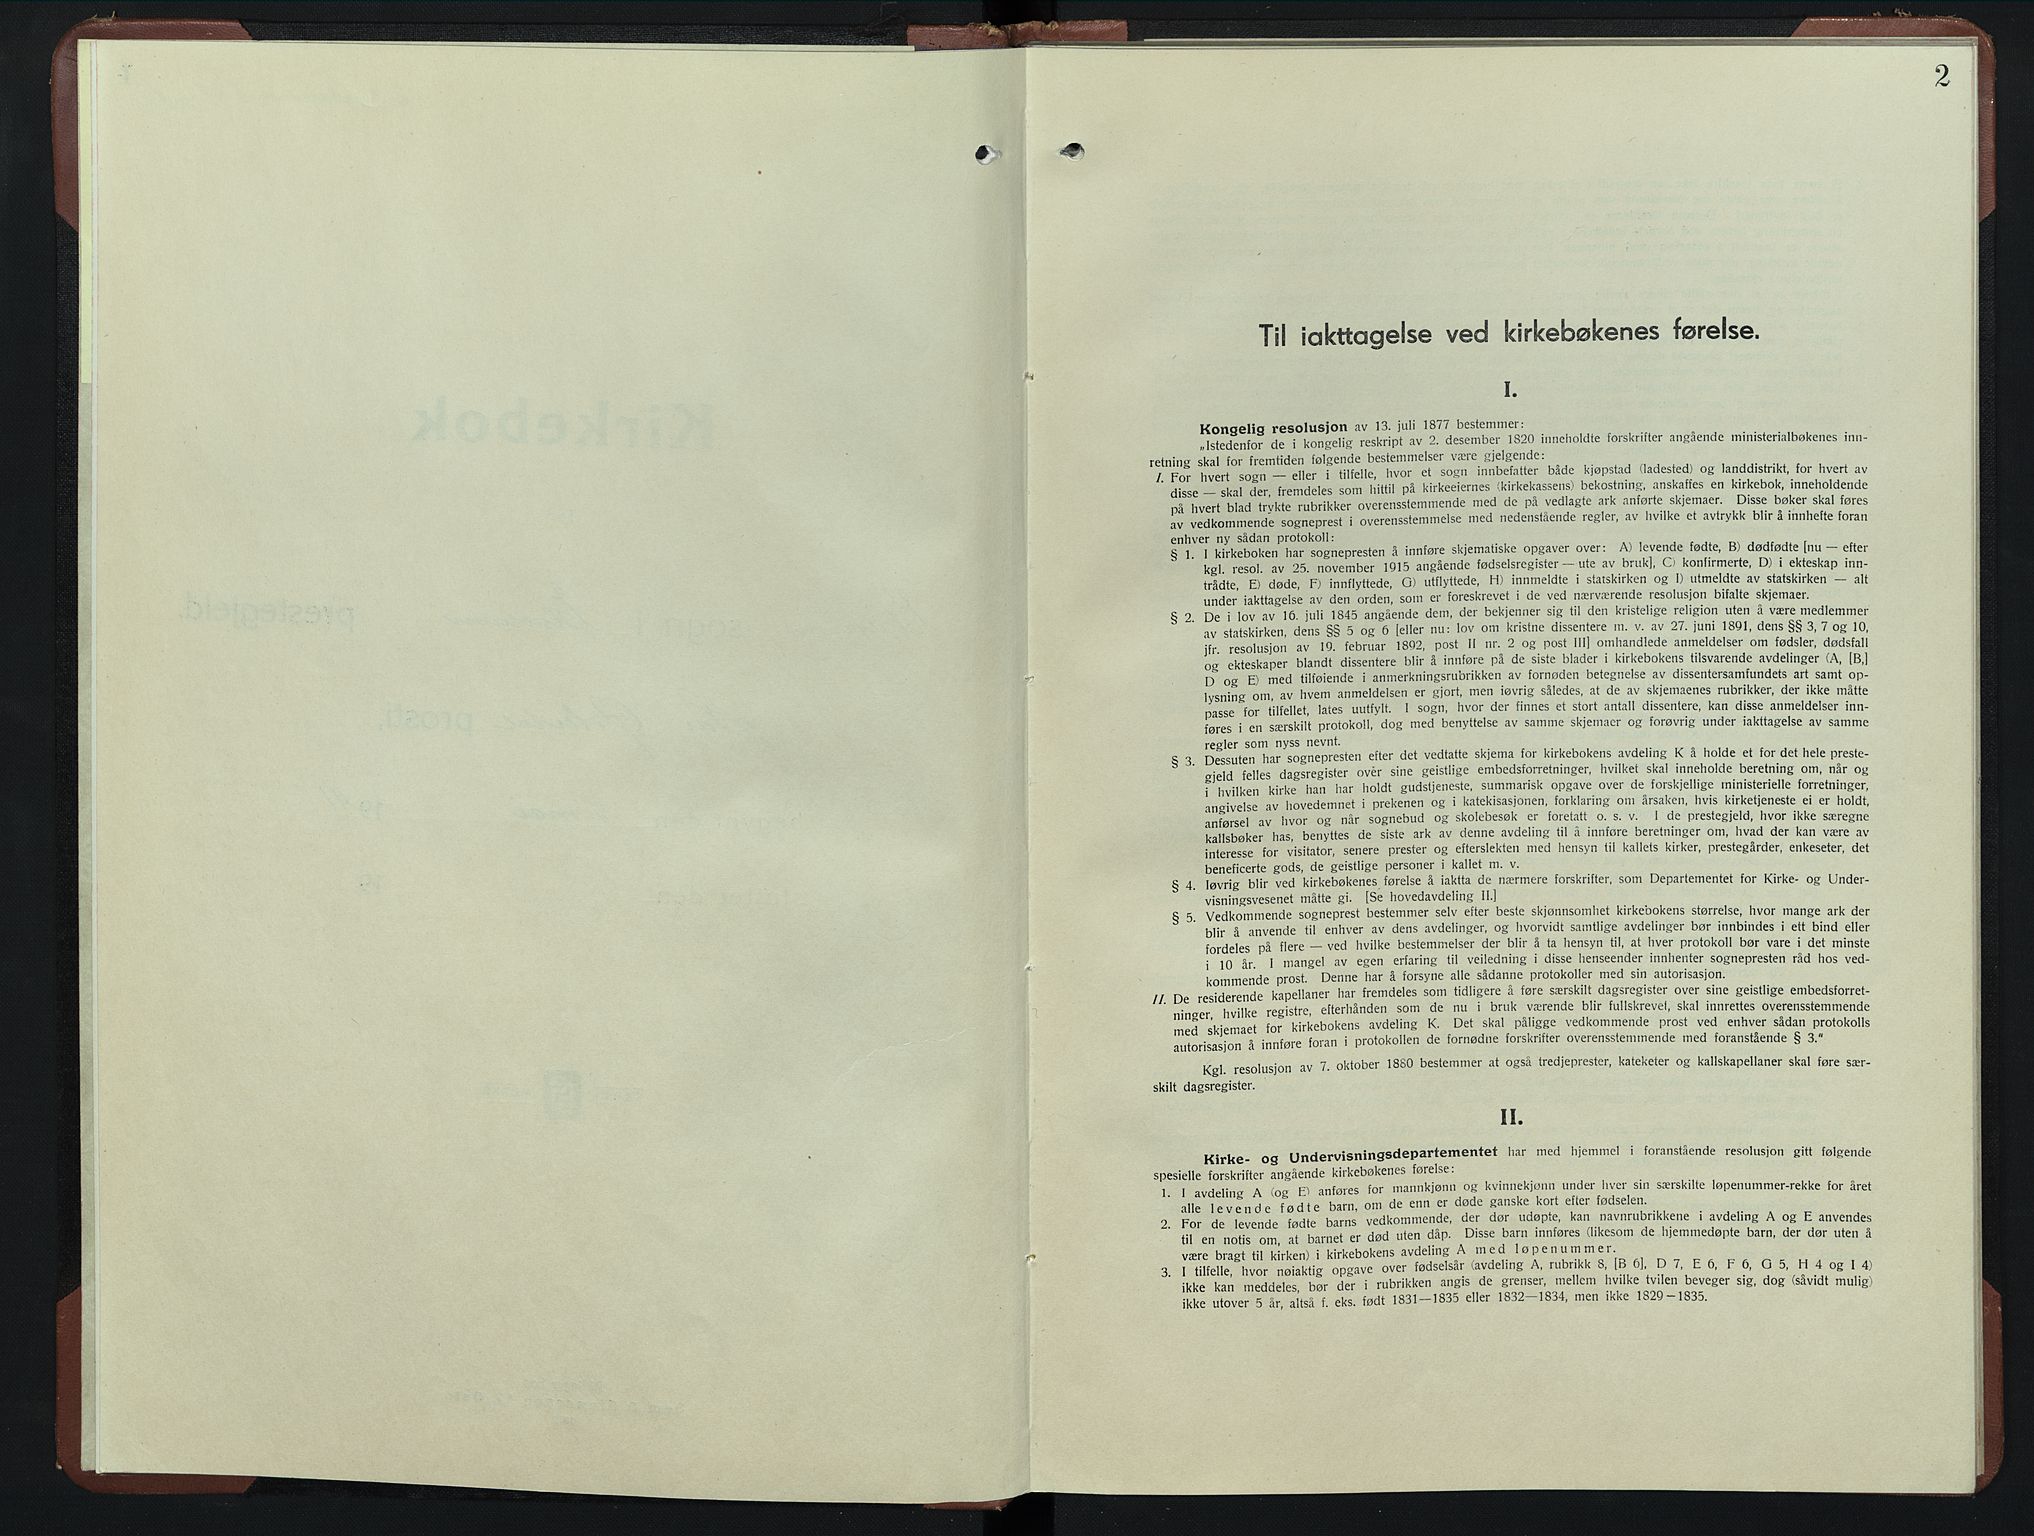 2
Til iakttagelse ved kirkebøkenes førelse.
I.
Kongelig resolusjon av 13. juli 1877 bestemmer:
„Istedenfor de i kongelig reskript av 2. desember 1820 inneholdte forskrifter angående ministerialbøkenes inn-
retning skal for fremtiden følgende bestemmelser være gjelgende:
I. For hvert sogn — eller i tilfelle, hvor et sogn innbefatter både kjøpstad (ladested) og landdistrikt, for hvert av
disse — skal der, fremdeles som hittil på kirkeeiernes (kirkekassens) bekostning, anskaffes en kirkebok, inneholdende
på hvert blad trykte rubrikker overensstemmende med de på vedlagte ark anførte skjemaer. Disse bøker skal føres
av vedkommende sogneprest i overensstemmelse med nedenstående regler, av hvilke et avtrykk blir å innhefte foran
enhver ny sådan protokoll:
§ 1. I kirkeboken har sognepresten å innføre skjematiske opgaver over: A) levende fødte, B) dødfødte [nu — efter
kgl. resol. av 25. november 1915 angående fødselsregister — ute av bruk], C) konfirmerte, D) i ekteskap inn-
trådte, E) døde, F) innflyttede, G) utflyttede, H) innmeldte i statskirken og I) utmeldte av statskirken — alt
under iakttagelse av den orden, som er foreskrevet i de ved nærværende resolusjon bifalte skjemaer.
§ 2. De i lov av 16. juli 1845 angående dem, der bekjenner sig til den kristelige religion uten å være medlemmer
av statskirken, dens §§ 5 og 6 [eller nu: lov om kristne dissentere m. v. av 27. juni 1891, dens §§ 3, 7 og 10,
jfr. resolusjon av 19. februar 1892, post II nr. 2 og post III] omhandlede anmeldelser om fødsler, dødsfall
og ekteskaper blandt dissentere blir å innføre på de siste blader i kirkebokens tilsvarende avdelinger (A, [B,]
D og E) med tilføiende i anmerkningsrubrikken av fornøden betegnelse av dissentersamfundets art samt op-
lysning om, av hvem anmeldelsen er gjort, men iøvrig således, at de av skjemaenes rubrikker, der ikke måtte
passe for tilfellet, lates uutfylt. I sogn, hvor der finnes et stort antall dissentere, kan disse anmeldelser inn-
føres i en særskilt protokoll, dog med benyttelse av samme skjemaer og forøvrig under iakttagelse av samme
regler som nyss nevnt.
§ 3. Dessuten har sognepresten efter det vedtatte skjema for kirkebokens avdeling K å holde et for det hele preste-
gjeld felles dagsregister over sine geistlige embedsforretninger, hvilket skal inneholde beretning om, når og
i hvilken kirke han har holdt gudstjeneste, summarisk opgave over de forskjellige ministerielle forretninger,
angivelse av hovedemnet i prekenen og i katekisasjonen, forklaring om årsaken, hvis kirketjeneste ei er holdt,
anførsel av hvor og når sognebud og skolebesøk er foretatt o. s. v. I de prestegjeld, hvor ikke særegne
kallsbøker has, benyttes de siste ark av denne avdeling til å innføre beretninger om, hvad der kan være av
interesse for visitator, senere prester og efterslekten med hensyn til kallets kirker, prestegårder, enkeseter, det
beneficerte gods, de geistlige personer i kallet m. v.
§ 4. Iøvrig blir ved kirkebøkenes førelse å iaktta de nærmere forskrifter, som Departementet for Kirke- og Under-
visningsvesenet måtte gi. [Se hovedavdeling II.]
§ 5. Vedkommende sogneprest bestemmer selv efter beste skjønnsomhet kirkebokens størrelse, hvor mange ark der
blir å anvende til enhver av dens avdelinger, og hvorvidt samtlige avdelinger bør innbindes i ett bind eller
fordeles på flere — ved hvilke bestemmelser der blir å ta hensyn til, at hver protokoll bør vare i det minste
i 10 år. I mangel av egen erfaring til veiledning i disse henseender innhenter sognepresten råd hos ved-
kommende prost. Denne har å forsyne alle sådanne protokoller med sin autorisasjon.
II. De residerende kapellaner har fremdeles som tidligere å føre særskilt dagsregister over sine geistlige embedsforret-
ninger, hvilke registre, efterhånden som de nu i bruk værende blir fullskrevet, skal innrettes overensstemmende
med skjemaet for kirkebokens avdeling K. Det skal påligge vedkommende prost ved enhver sådan protokolls
autorisasjon å innføre foran i protokollen de fornødne forskrifter overensstemmende med foranstående § 3."
Kgl. resolusjon av 7. oktober 1880 bestemmer at også tredjeprester, kateketer og kallskapellaner skal føre sær-
skilt dagsregister.
II.
Kirke- og Undervisningsdepartementet har med hjemmel i foranstående resolusjon gitt følgende
spesielle forskrifter angående kirkebøkenes førelse:
1. I avdeling A (og E) anføres for mannkjønn og kvinnekjønn under hver sin særskilte løpenummer-rekke for året
alle levende fødte barn, om de enn er døde ganske kort efter fødselen.
2. For de levende fødte barns vedkommende, der dør udøpte, kan navnrubrikkene i avdeling A og E anvendes
til en notis om, at barnet er død uten dåp. Disse barn innføres (likesom de hjemmedøpte barn, der dør uten å
være bragt til kirken) i kirkebokens avdeling A med løpenummer.
3. I tilfelle, hvor nøiaktig opgave over fødselsår (avdeling A, rubrikk 8, [B 6], D 7, E 6, F 6, G 5, H 4 og I 4)
ikke kan meddeles, bør der i rubrikken angis de grenser, mellem hvilke tvilen beveger sig, dog (såvidt mulig)
ikke utover 5 år, altså f. eks. født 1831—1835 eller 1832—1834, men ikke 1829—1835.